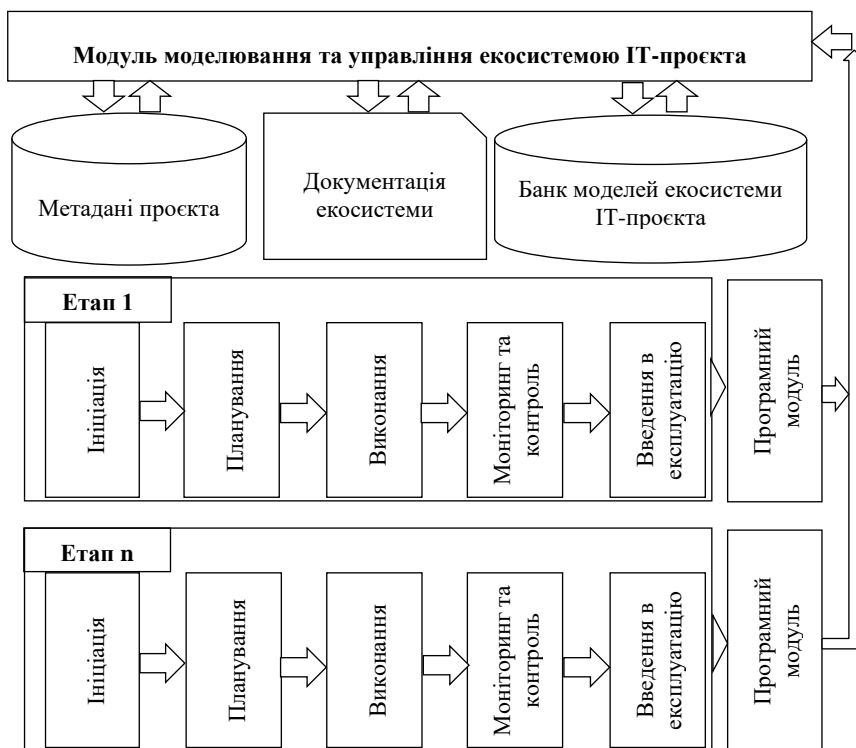 Модуль моделювання та управління екосистемою ІТ-проєкта
Метадані проєкта
Документація
екосистеми
Банк моделей екосистеми
ІТ-проєкта
Етап 1
Ініціація
Планування
Виконання
Моніторинг та
контроль
Введення в
експлуатацію
Програмний
модуль
Етап n
Ініціація
Планування
Виконання
Моніторинг та
контроль
Введення в
експлуатацію
Програмний
модуль